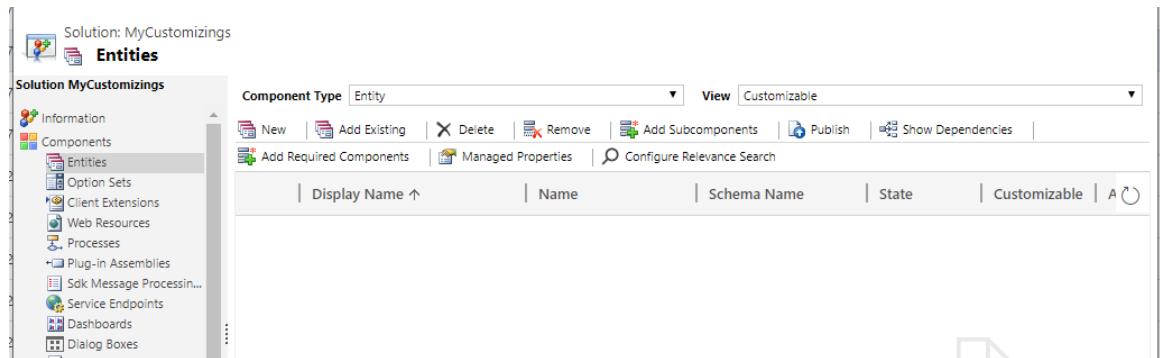 Solution: MyCustomizings
Entities
Solution MyCustomizings
Information
Components
Entities
Option Sets
Client Extensions
Web Resources
Processes
Plug-in Assemblies
Sdk Message Processin...
Service Endpoints
Dashboards
Dialog Boxes
Component Type Entity View Customizable
New Add Existing Delete Remove Add Subcomponents Publish Show Dependencies
Add Required Components Managed Properties Configure Relevance Search
Display Name ↑ Name Schema Name State Customizable A